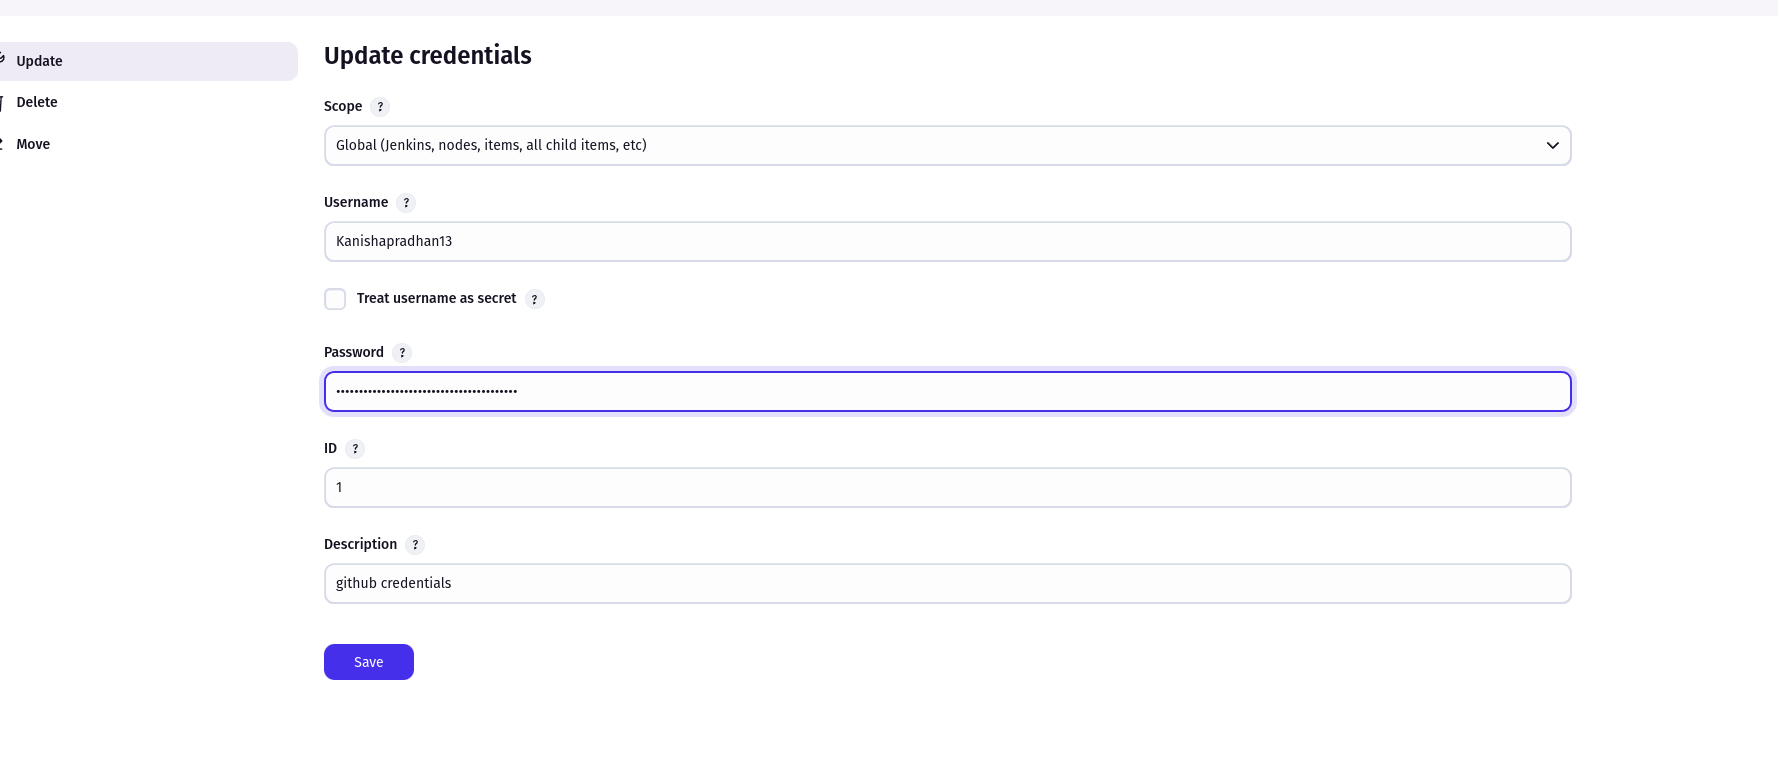 Update
Delete
Move
Update credentials
Scope ?
Global (Jenkins, nodes, items, all child items, etc)
Username ?
Kanishapradhan13
Treat username as secret ?
Password ?
••••••••••••••••••••••••••••••••••••••••
ID ?
1
Description ?
github credentials
Save